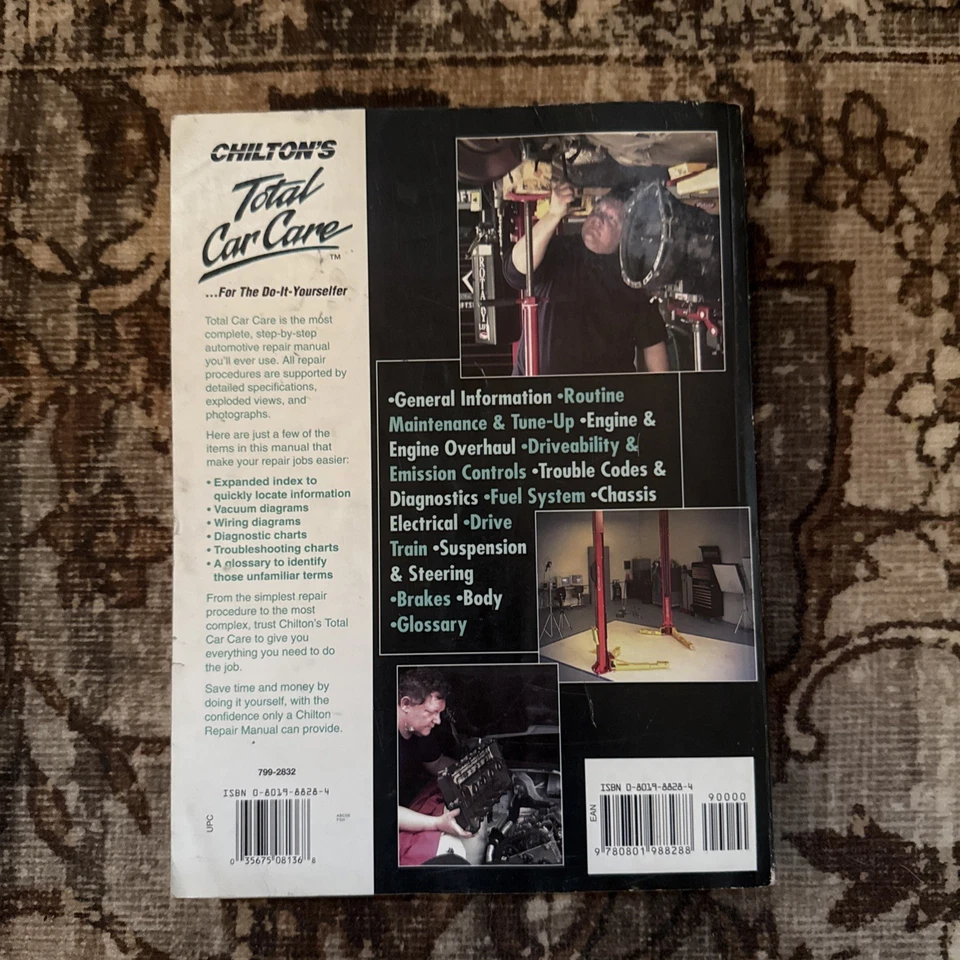 CHILTON'S
Total
Car Care™
...For The Do-It-Yourselfer
Total Car Care is the most
complete, step-by-step
automotive repair manual
you'll ever use. All repair
procedures are supported by
detailed specifications,
exploded views, and
photographs.
Here are just a few of the
items in this manual that
make your repair jobs easier:
• Expanded index to
quickly locate information
• Vacuum diagrams
• Wiring diagrams
• Diagnostic charts
• Troubleshooting charts
• A glossary to identify
those unfamiliar terms
From the simplest repair
procedure to the most
complex, trust Chilton's Total
Car Care to give you
everything you need to do
the job.
Save time and money by
doing it yourself, with the
confidence only a Chilton
Repair Manual can provide.
799-2832
ISBN 0-8019-8828-4
UPC
0 35675 08136 8
ROTARY
•General Information •Routine
Maintenance & Tune-Up •Engine &
Engine Overhaul •Driveability &
Emission Controls •Trouble Codes &
Diagnostics •Fuel System •Chassis
Electrical •Drive
Train •Suspension
& Steering
•Brakes •Body
•Glossary
ISBN 0-8019-8828-4
90000
EAN
9 780801 988288